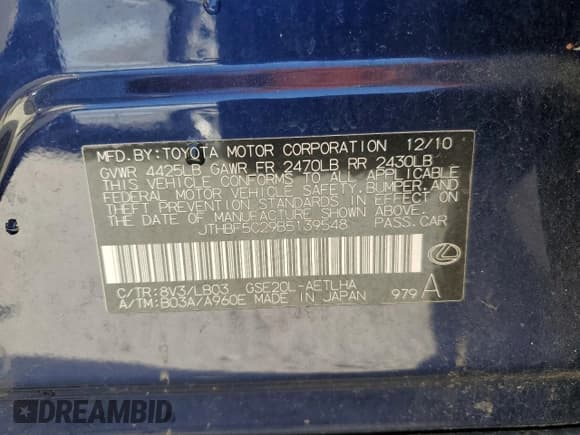 MFD. BY: TOYOTA MOTOR CORPORATION 12/10
GVWR 4425LB GAWR FR 2470LB RR 2430LB
THIS VEHICLE CONFORMS TO ALL APPLICABLE
FEDERAL MOTOR VEHICLE SAFETY, BUMPER, AND
THEFT PREVENTION STANDARDS IN EFFECT ON
THE DATE OF MANUFACTURE SHOWN ABOVE.
JTHBF5C29B5139548 PASS. CAR
C/TR: 8V3/LB03 GSE20L-AETLHA
A/TM: B03A/A960E MADE IN JAPAN 979 A
DREAMBID